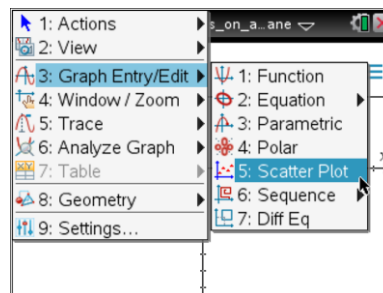 s_on_a...ane
1: Actions
2: View
3: Graph Entry/Edit
4: Window / Zoom
5: Trace
6: Analyze Graph
7: Table
8: Geometry
9: Settings...
1: Function
2: Equation
3: Parametric
4: Polar
5: Scatter Plot
6: Sequence
7: Diff Eq